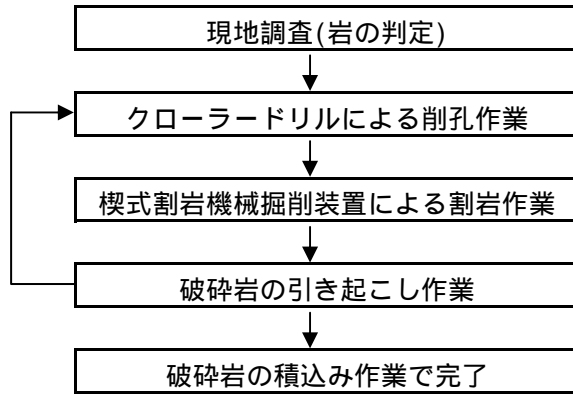 現地調査(岩の判定)
クローラードリルによる削孔作業
楔式割岩機械掘削装置による割岩作業
破砕岩の引き起こし作業
破砕岩の積込み作業で完了